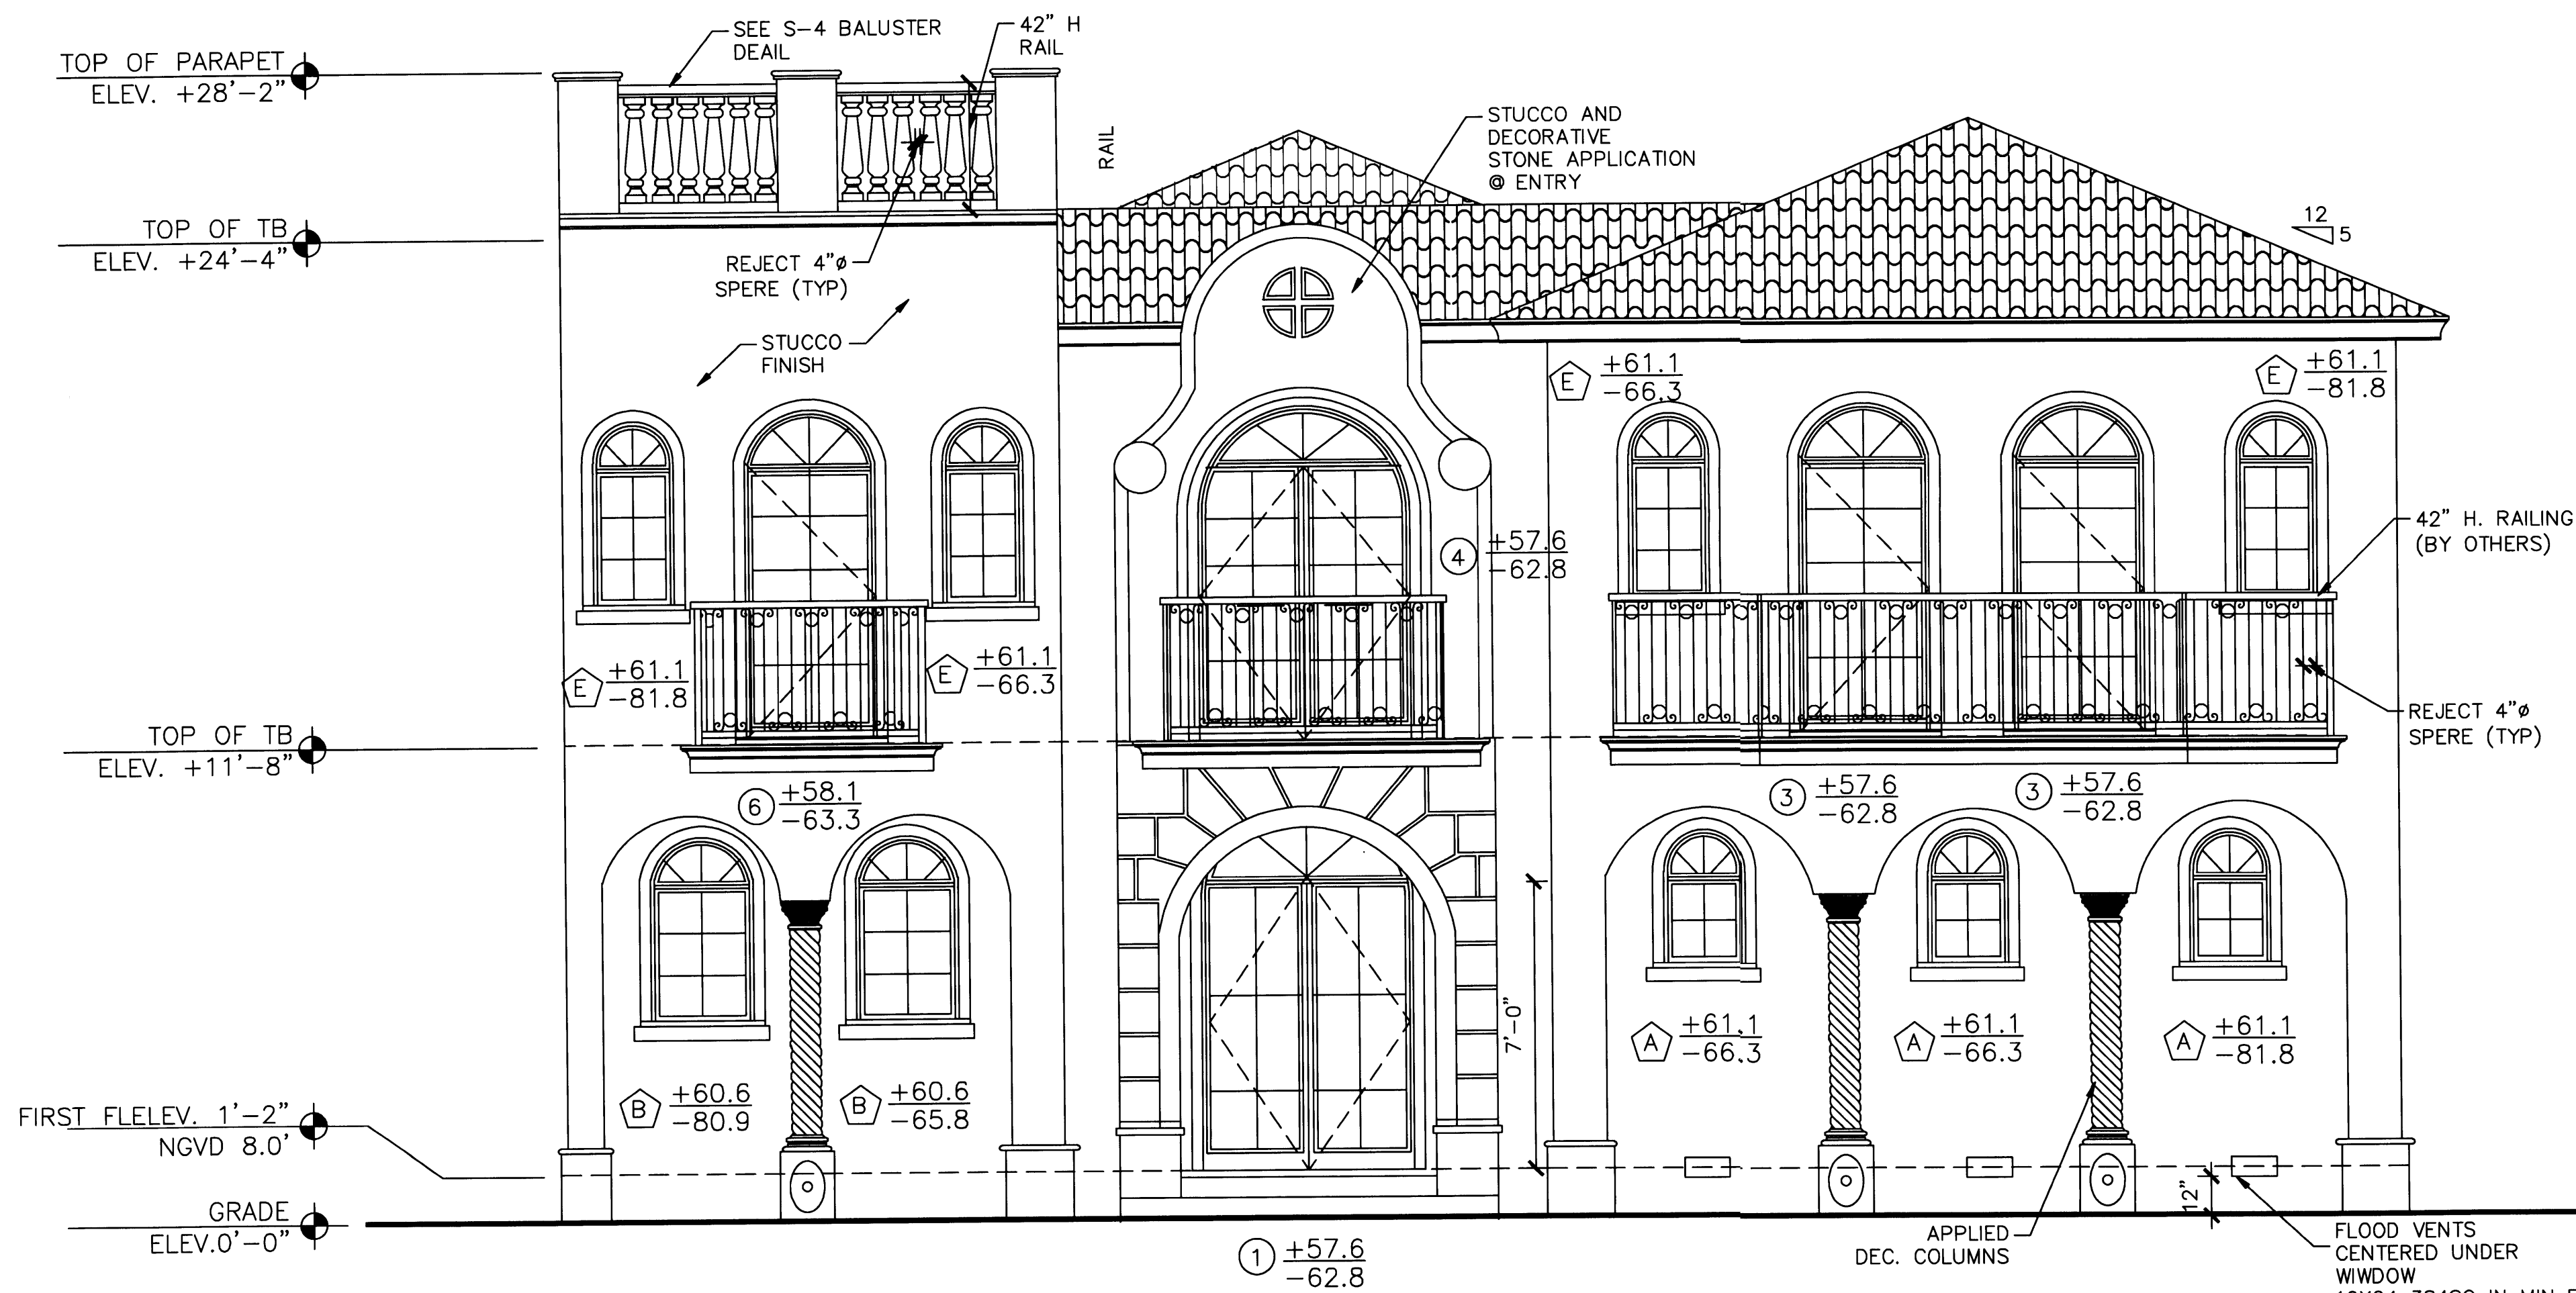 SEE S-4 BALUSTER
DEAIL
42" H
RAIL
TOP OF PARAPET
ELEV. +28'-2"
RAIL
STUCCO AND
DECORATIVE
STONE APPLICATION
@ ENTRY
TOP OF TB
ELEV. +24'-4"
12
5
REJECT 4"ø
SPERE (TYP)
STUCCO
FINISH
E +61.1
-66.3
E +61.1
-81.8
4 +57.6
-62.8
42" H. RAILING
(BY OTHERS)
E +61.1
-81.8
E +61.1
-66.3
REJECT 4"ø
SPERE (TYP)
TOP OF TB
ELEV. +11'-8"
6 +58.1
-63.3
3 +57.6
-62.8
3 +57.6
-62.8
7'-0"
A +61.1
-66.3
A +61.1
-66.3
A +61.1
-81.8
B +60.6
-80.9
B +60.6
-65.8
FIRST FLELEV. 1'-2"
NGVD 8.0'
12"
GRADE
ELEV.0'-0"
1 +57.6
-62.8
APPLIED
DEC. COLUMNS
FLOOD VENTS
CENTERED UNDER
WIWDOW